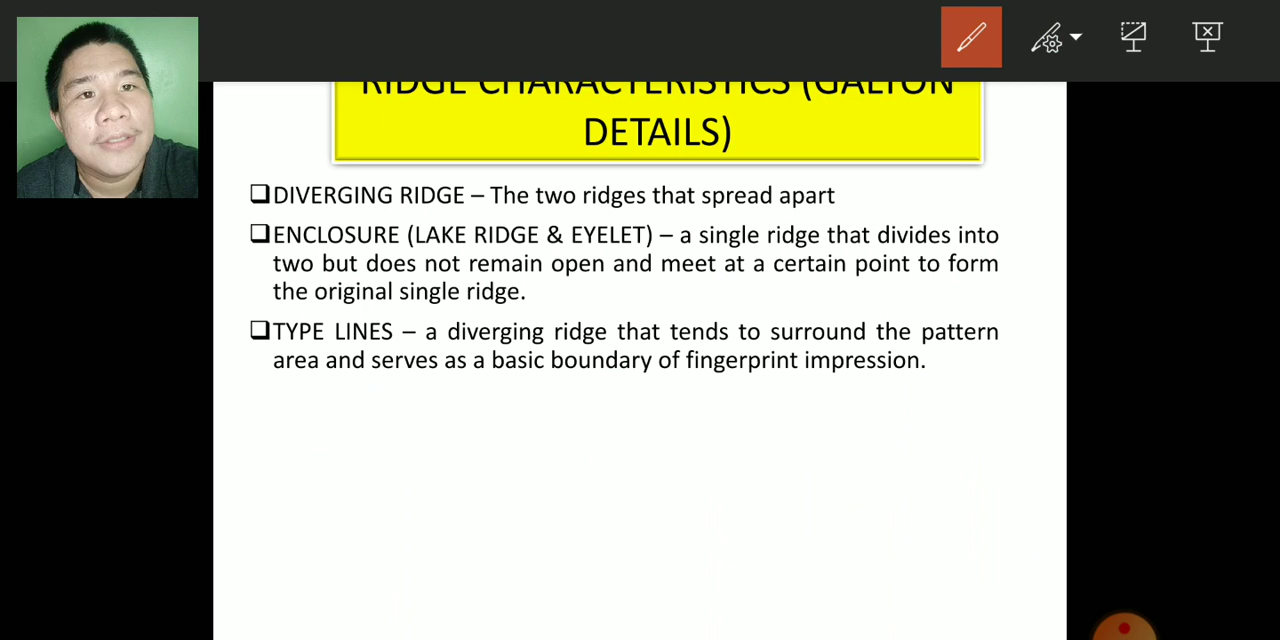 RIDGE CHARACTERISTICS (GALTON
DETAILS)
❑DIVERGING RIDGE – The two ridges that spread apart
❑ENCLOSURE (LAKE RIDGE & EYELET) – a single ridge that divides into
two but does not remain open and meet at a certain point to form
the original single ridge.
❑TYPE LINES – a diverging ridge that tends to surround the pattern
area and serves as a basic boundary of fingerprint impression.